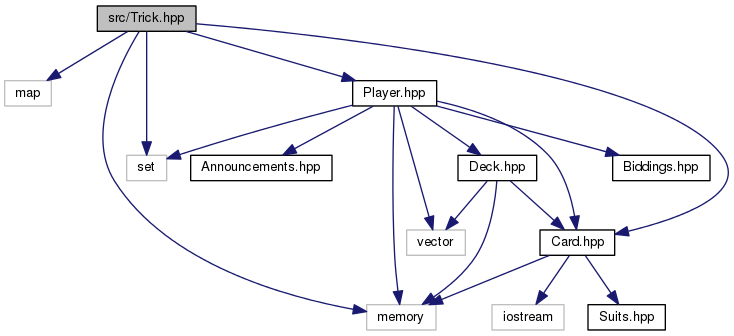 src/Trick.hpp
map
Player.hpp
set
Announcements.hpp
Deck.hpp
Biddings.hpp
vector
Card.hpp
memory
iostream
Suits.hpp